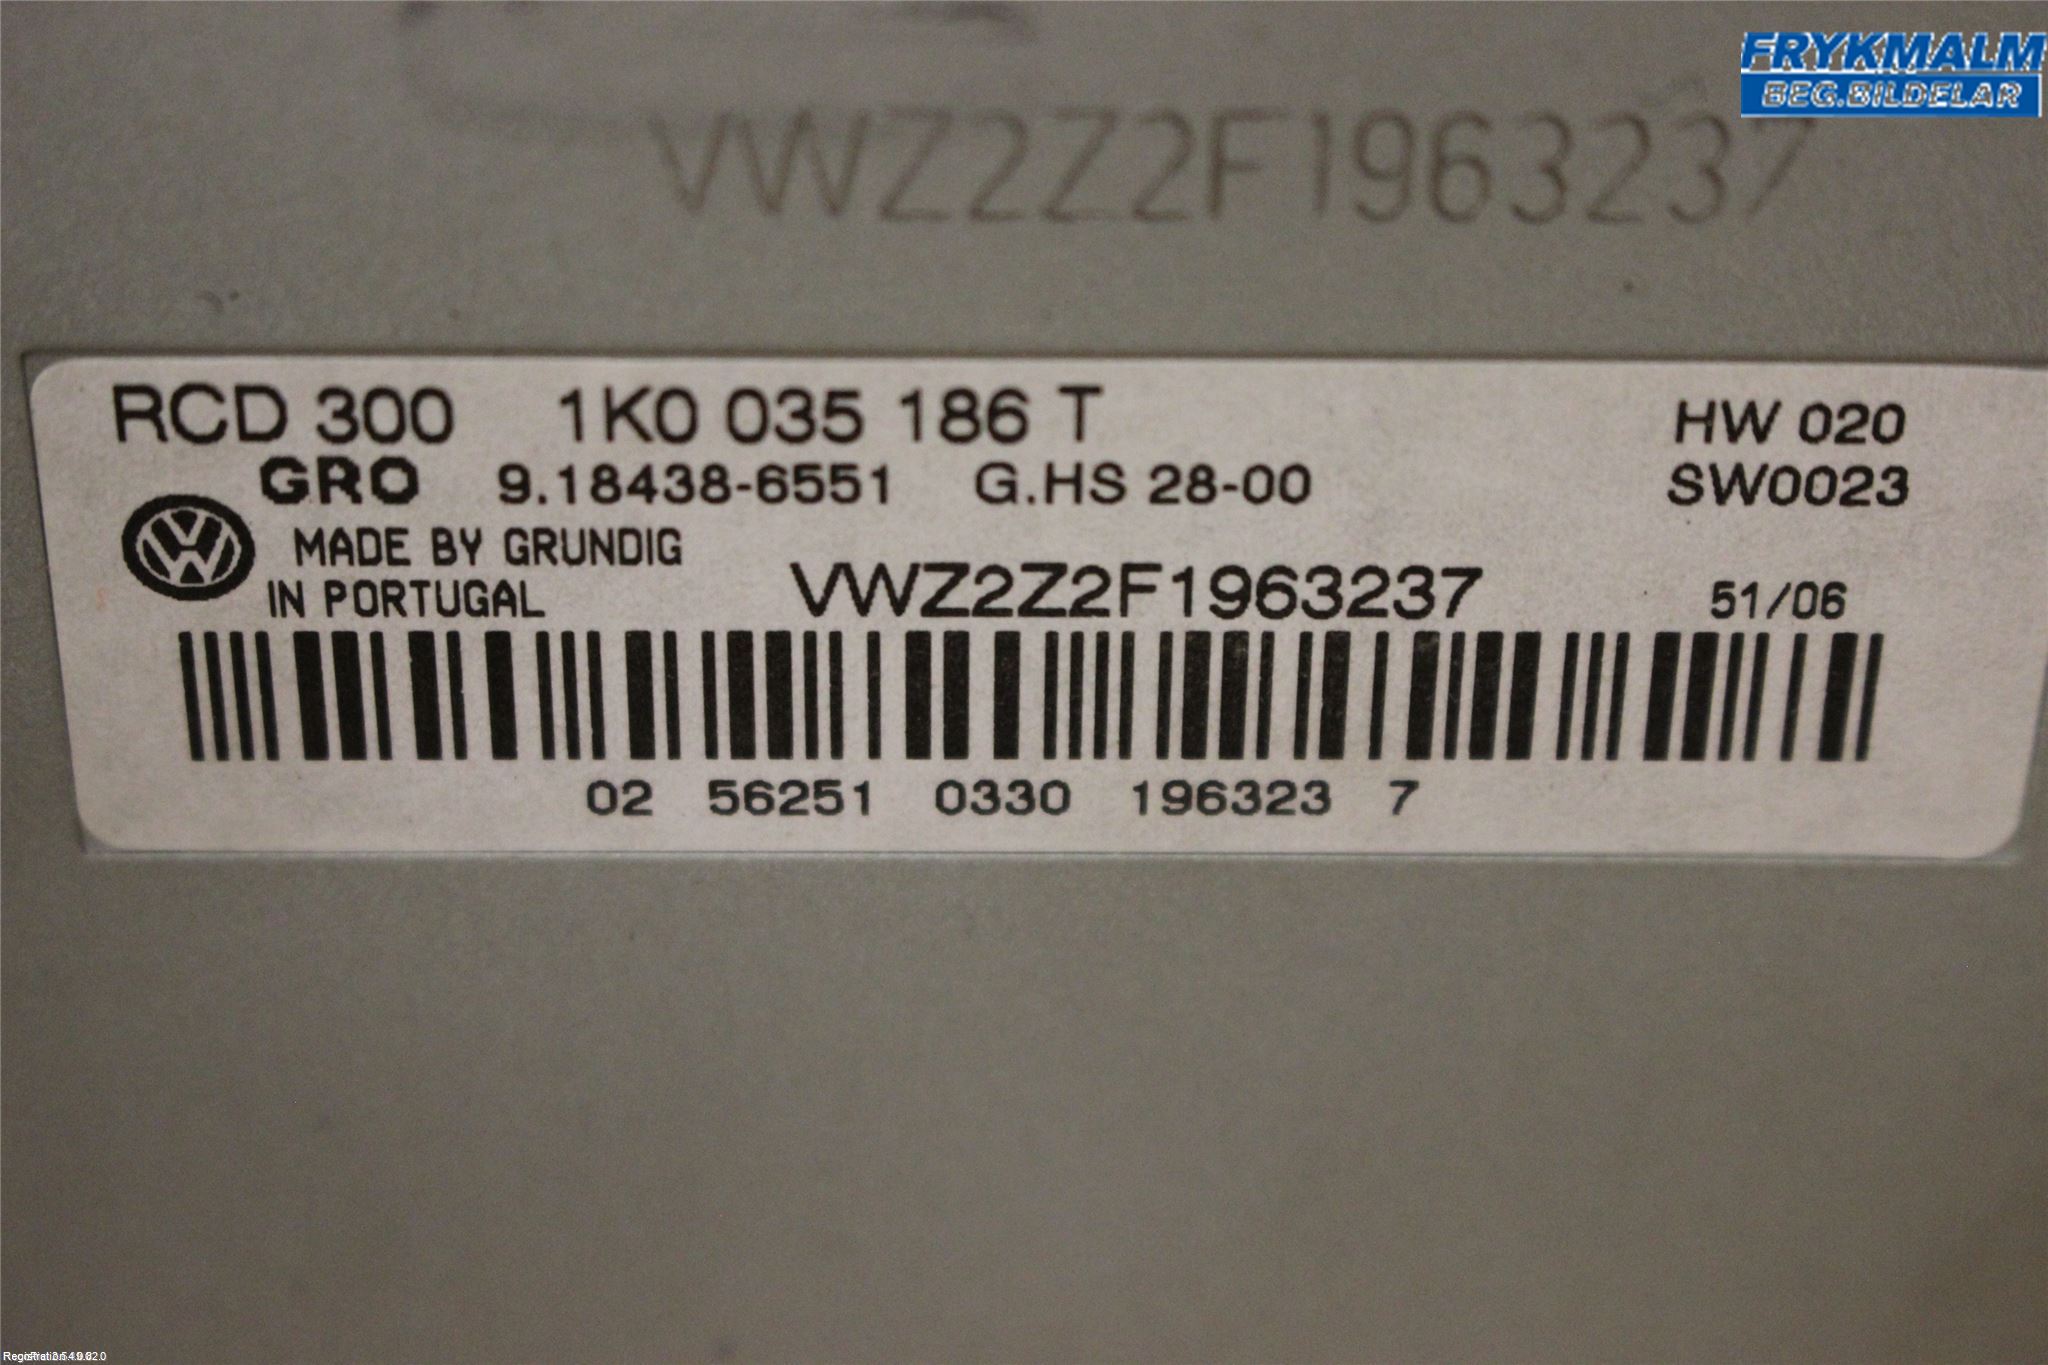 FRYKMALM
BEG.BILDELAR
VWZ2Z2F1963237
RCD 300 1K0 035 186 T HW 020
GRO 9.18438-6551 G.HS 28-00 SW0023
MADE BY GRUNDIG
IN PORTUGAL VWZ2Z2F1963237 51/06
02 56251 0330 196323 7